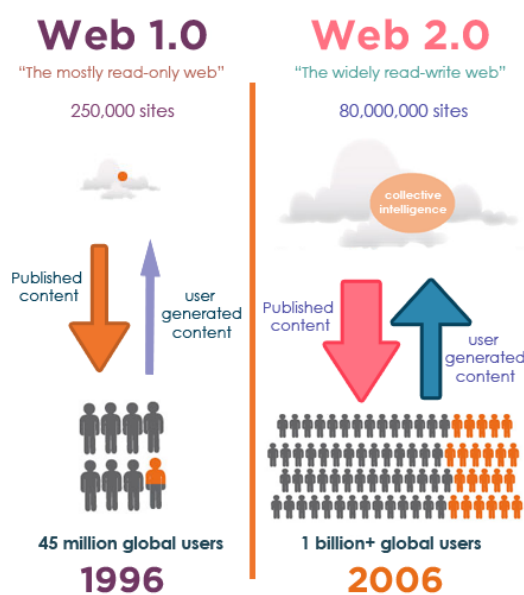 Web 1.0
“The mostly read-only web”
250,000 sites
Published
content
user
generated
content
45 million global users
1996
Web 2.0
“The widely read-write web”
80,000,000 sites
collective
intelligence
Published
content
user
generated
content
1 billion+ global users
2006